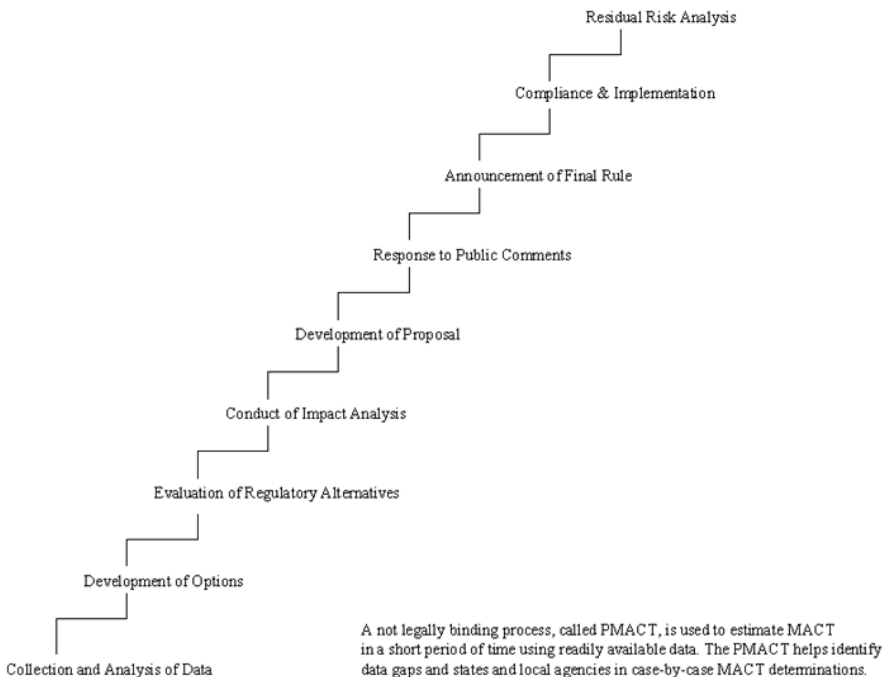 Residual Risk Analysis
Compliance & Implementation
Announcement of Final Rule
Response to Public Comments
Development of Proposal
Conduct of Impact Analysis
Evaluation of Regulatory Alternatives
Development of Options
Collection and Analysis of Data
A not legally binding process, called PMACT, is used to estimate MACT
in a short period of time using readily available data. The PMACT helps identify
data gaps and states and local agencies in case-by-case MACT determinations.